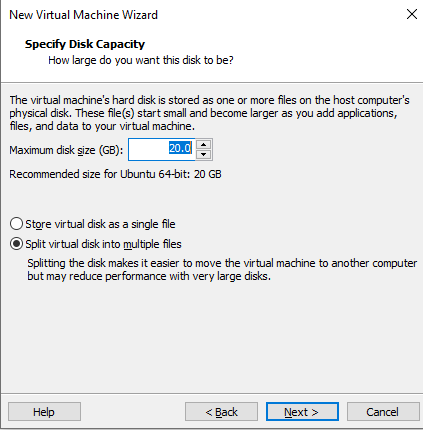 New Virtual Machine Wizard
Specify Disk Capacity
How large do you want this disk to be?
The virtual machine's hard disk is stored as one or more files on the host computer's
physical disk. These file(s) start small and become larger as you add applications,
files, and data to your virtual machine.
Maximum disk size (GB): 20.0
Recommended size for Ubuntu 64-bit: 20 GB
Store virtual disk as a single file
Split virtual disk into multiple files
Splitting the disk makes it easier to move the virtual machine to another computer
but may reduce performance with very large disks.
Help < Back Next > Cancel